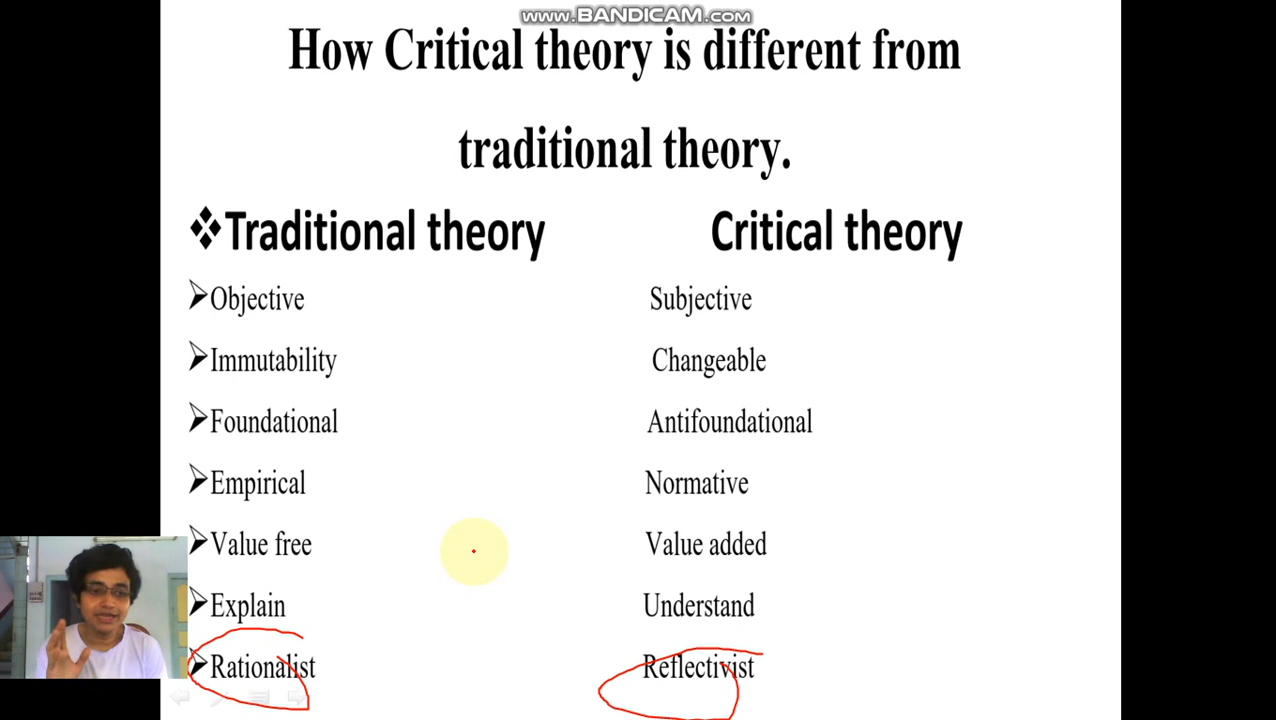 www.BANDICAM.com
How Critical theory is different from
traditional theory.
Traditional theory Critical theory
Objective Subjective
Immutability Changeable
Foundational Antifoundational
Empirical Normative
Value free Value added
Explain Understand
Rationalist Reflectivist